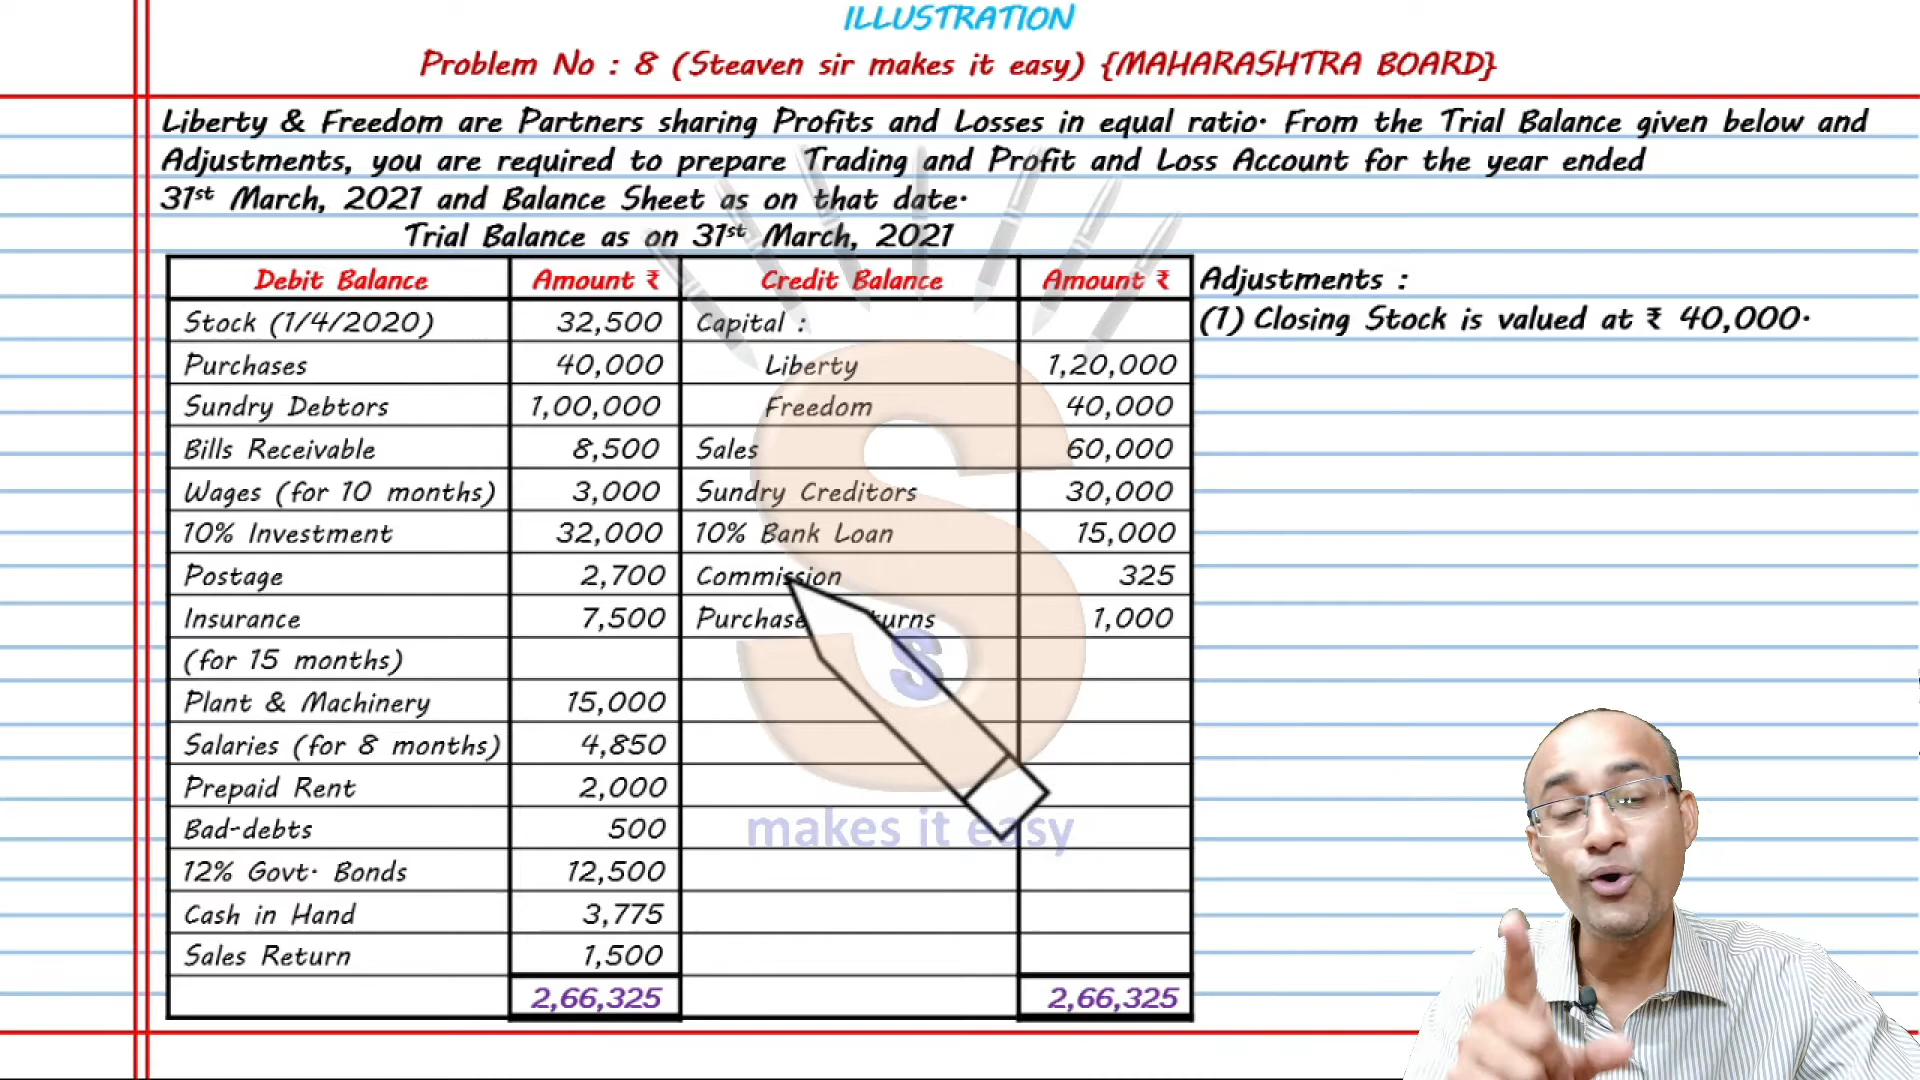 ILLUSTRATION
Problem No : 8 (Steaven sir makes it easy) {MAHARASHTRA BOARD}
Liberty & Freedom are Partners sharing Profits and Losses in equal ratio. From the Trial Balance given below and
Adjustments, you are required to prepare Trading and Profit and Loss Account for the year ended
31st March, 2021 and Balance Sheet as on that date.
Trial Balance as on 31st March, 2021
Debit Balance Amount ₹ Credit Balance Amount ₹
Stock (1/4/2020) 32,500 Capital :
Purchases 40,000 Liberty 1,20,000
Sundry Debtors 1,00,000 Freedom 40,000
Bills Receivable 8,500 Sales 60,000
Wages (for 10 months) 3,000 Sundry Creditors 30,000
10% Investment 32,000 10% Bank Loan 15,000
Postage 2,700 Commission 325
Insurance 7,500 1,000
(for 15 months)
Plant & Machinery 15,000
Salaries (for 8 months) 4,850
Prepaid Rent 2,000
Bad-debts 500
12% Govt. Bonds 12,500
Cash in Hand 3,775
Sales Return 1,500
2,66,325 2,66,325
Adjustments :
(1) Closing Stock is valued at ₹ 40,000.
S
makes it easy